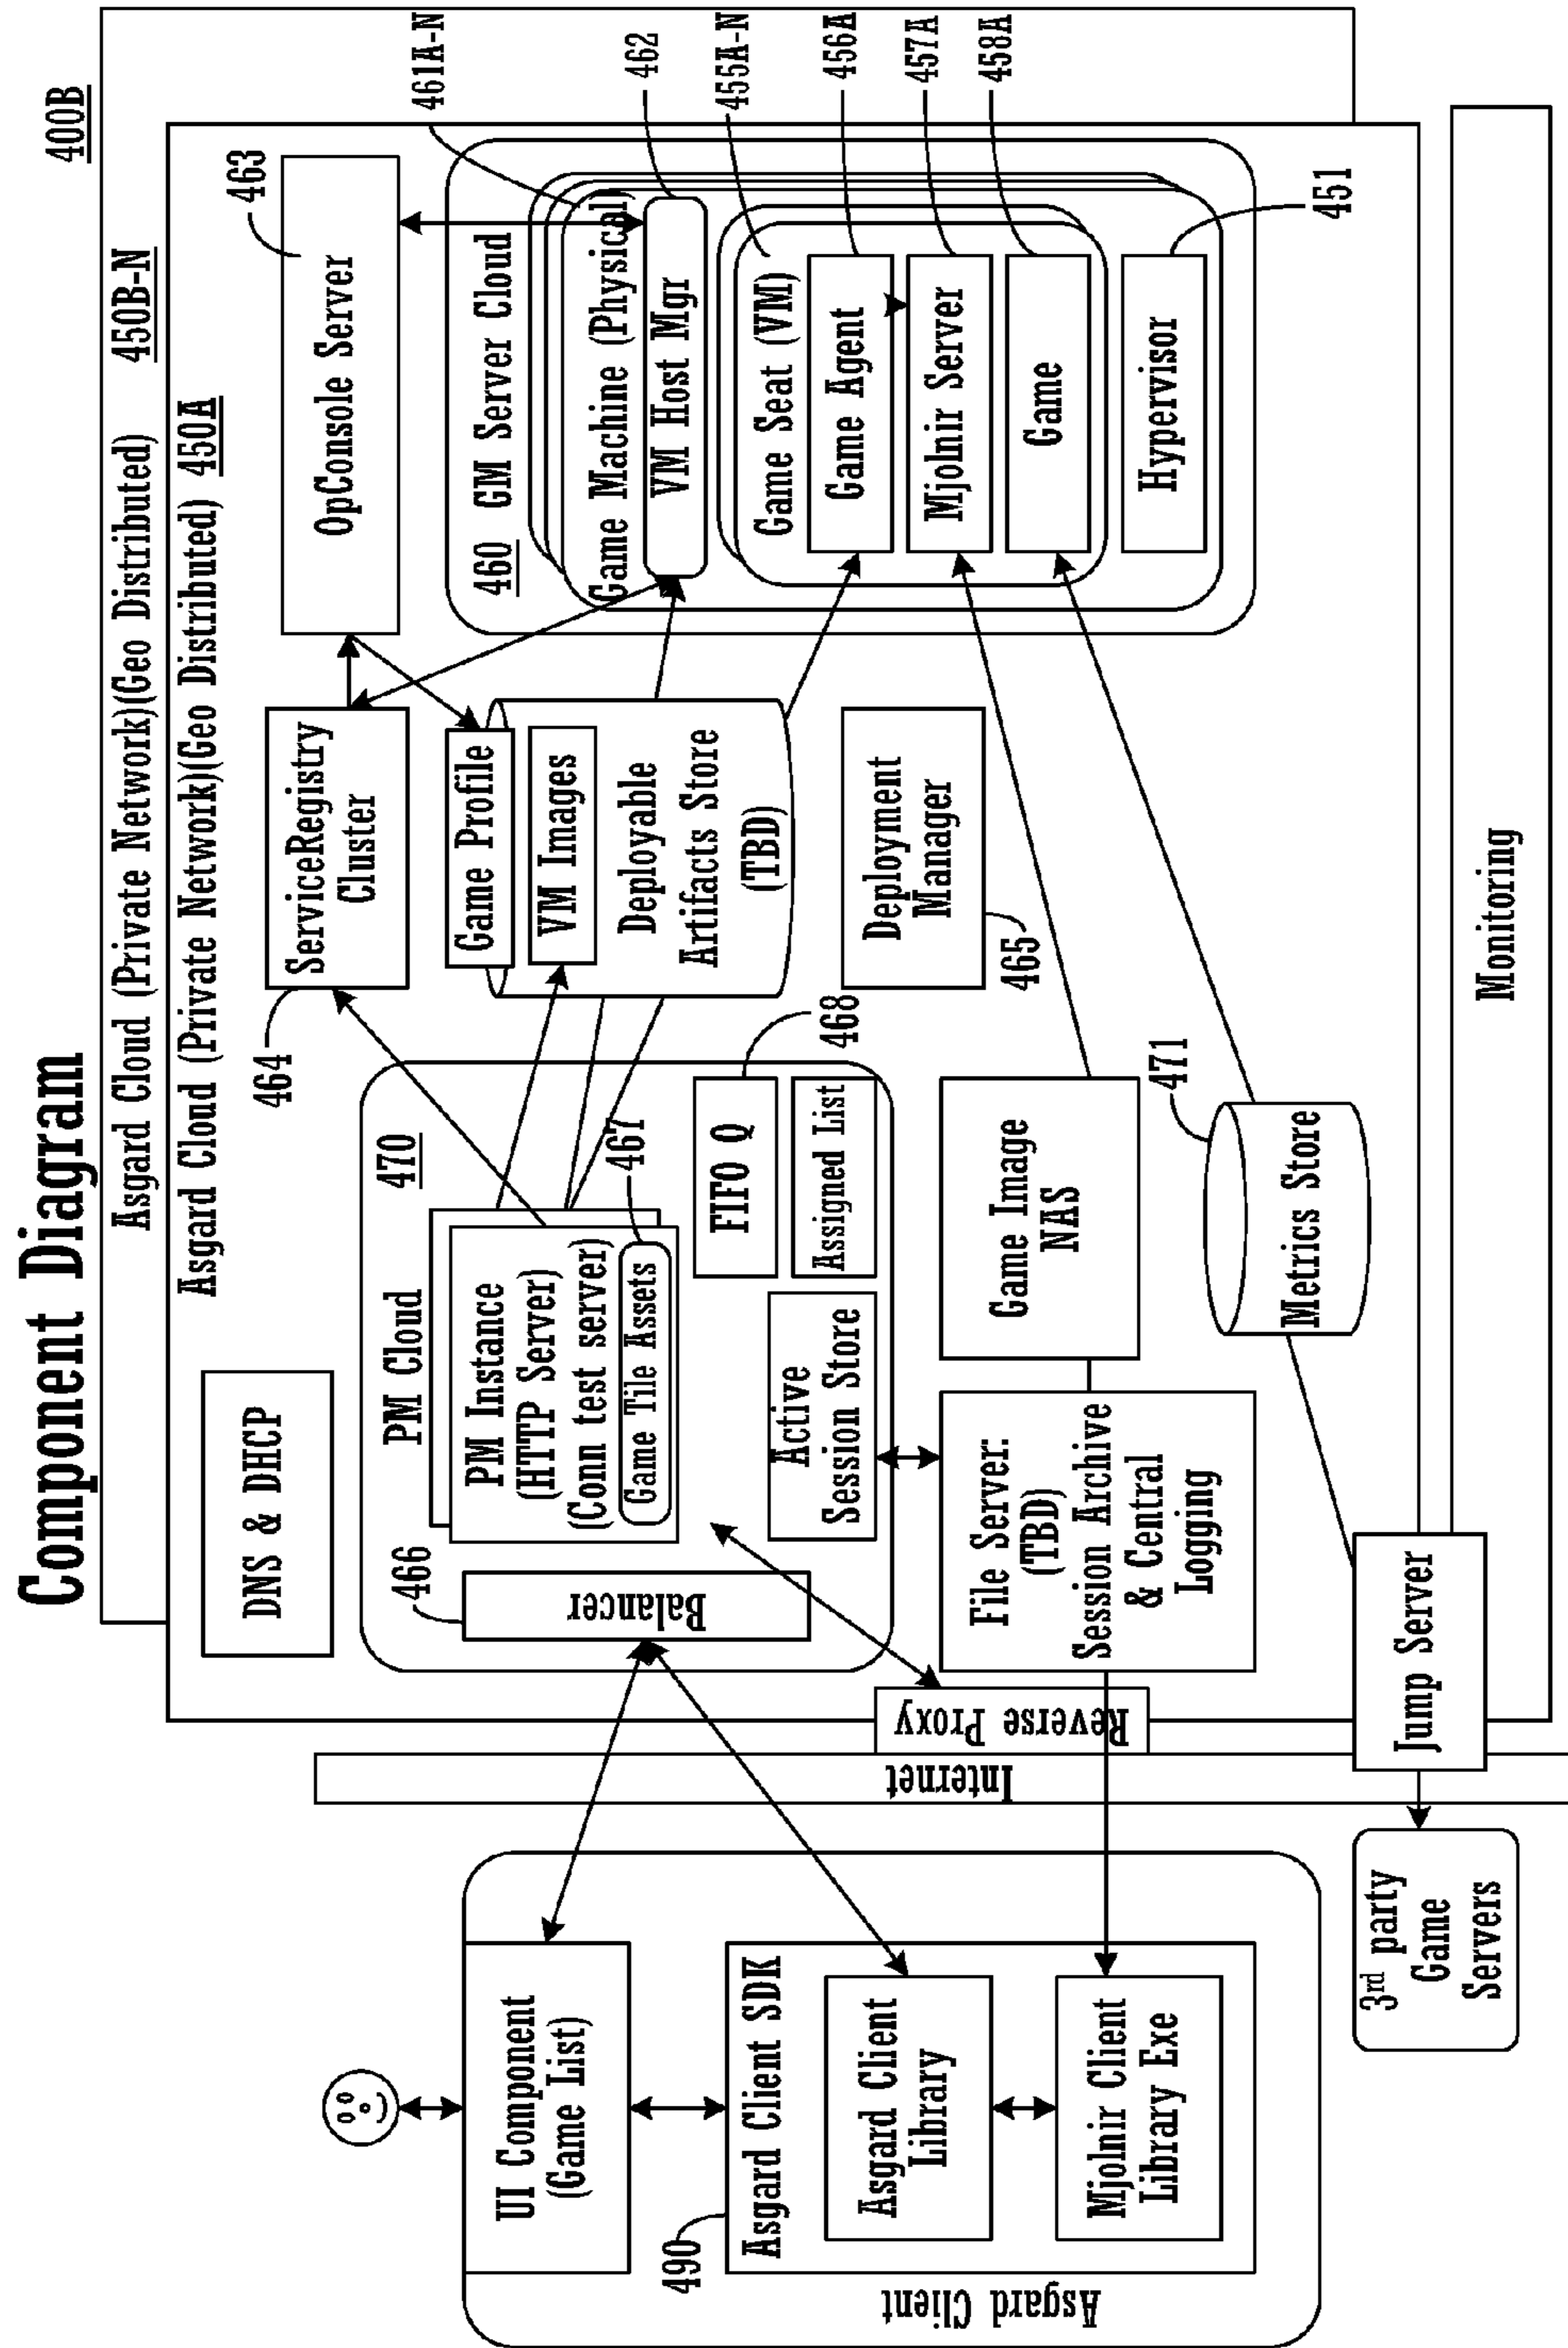 Component Diagram
400B
Asgard Cloud (Private Network)(Geo Distributed) 450B-N
Asgard Cloud (Private Network)(Geo Distributed) 450A
DNS & DHCP
464
ServiceRegistry
Cluster
463
OpConsole Server
PM Cloud
470
466
Balancer
PM Instance
(HTTP Server)
(Conn test server)
Game Tile Assets
467
FIFO Q
468
Assigned List
Active
Session Store
Game Profile
VM Images
Deployable
Artifacts Store
(TBD)
Deployment
Manager
465
460 GM Server Cloud
461A-N
Game Machine (Physical)
VM Host Mgr
462
Game Seat (VM)
455A-N
Game Agent
456A
Mjolnir Server
457A
Game
458A
Hypervisor
451
File Server:
(TBD)
Session Archive
& Central
Logging
Game Image
NAS
471
Metrics Store
Reverse Proxy
Internet
Jump Server
Monitoring
UI Component
(Game List)
490
Asgard Client SDK
Asgard Client
Library
Mjolnir Client
Library Exe
Asgard Client
3rd party
Game
Servers